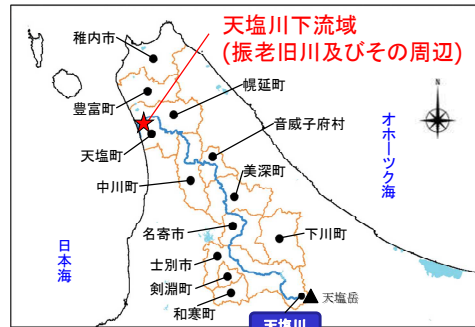 天塩川下流域
(振老旧川及びその周辺)
稚内市
豊富町
幌延町
天塩町
音威子府村
オホーツク海
中川町
美深町
名寄市
下川町
日本海
士別市
剣淵町
和寒町
天塩岳
天塩川